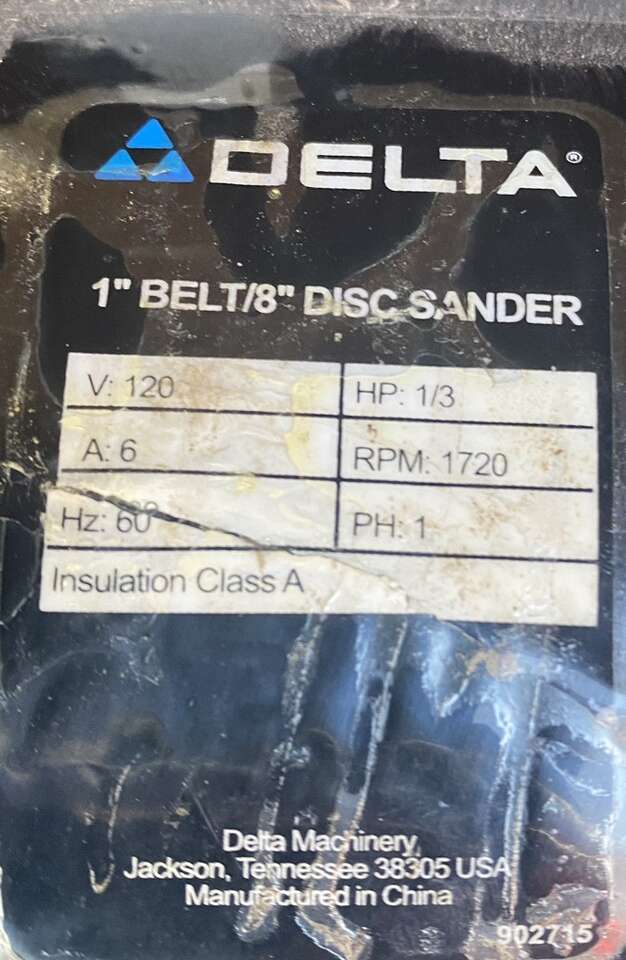 DELTA®
1" BELT/8" DISC SANDER
V: 120
HP: 1/3
A: 6
RPM: 1720
Hz: 60
PH: 1
Insulation Class A
Delta Machinery,
Jackson, Tennessee 38305 USA
Manufactured in China
902715